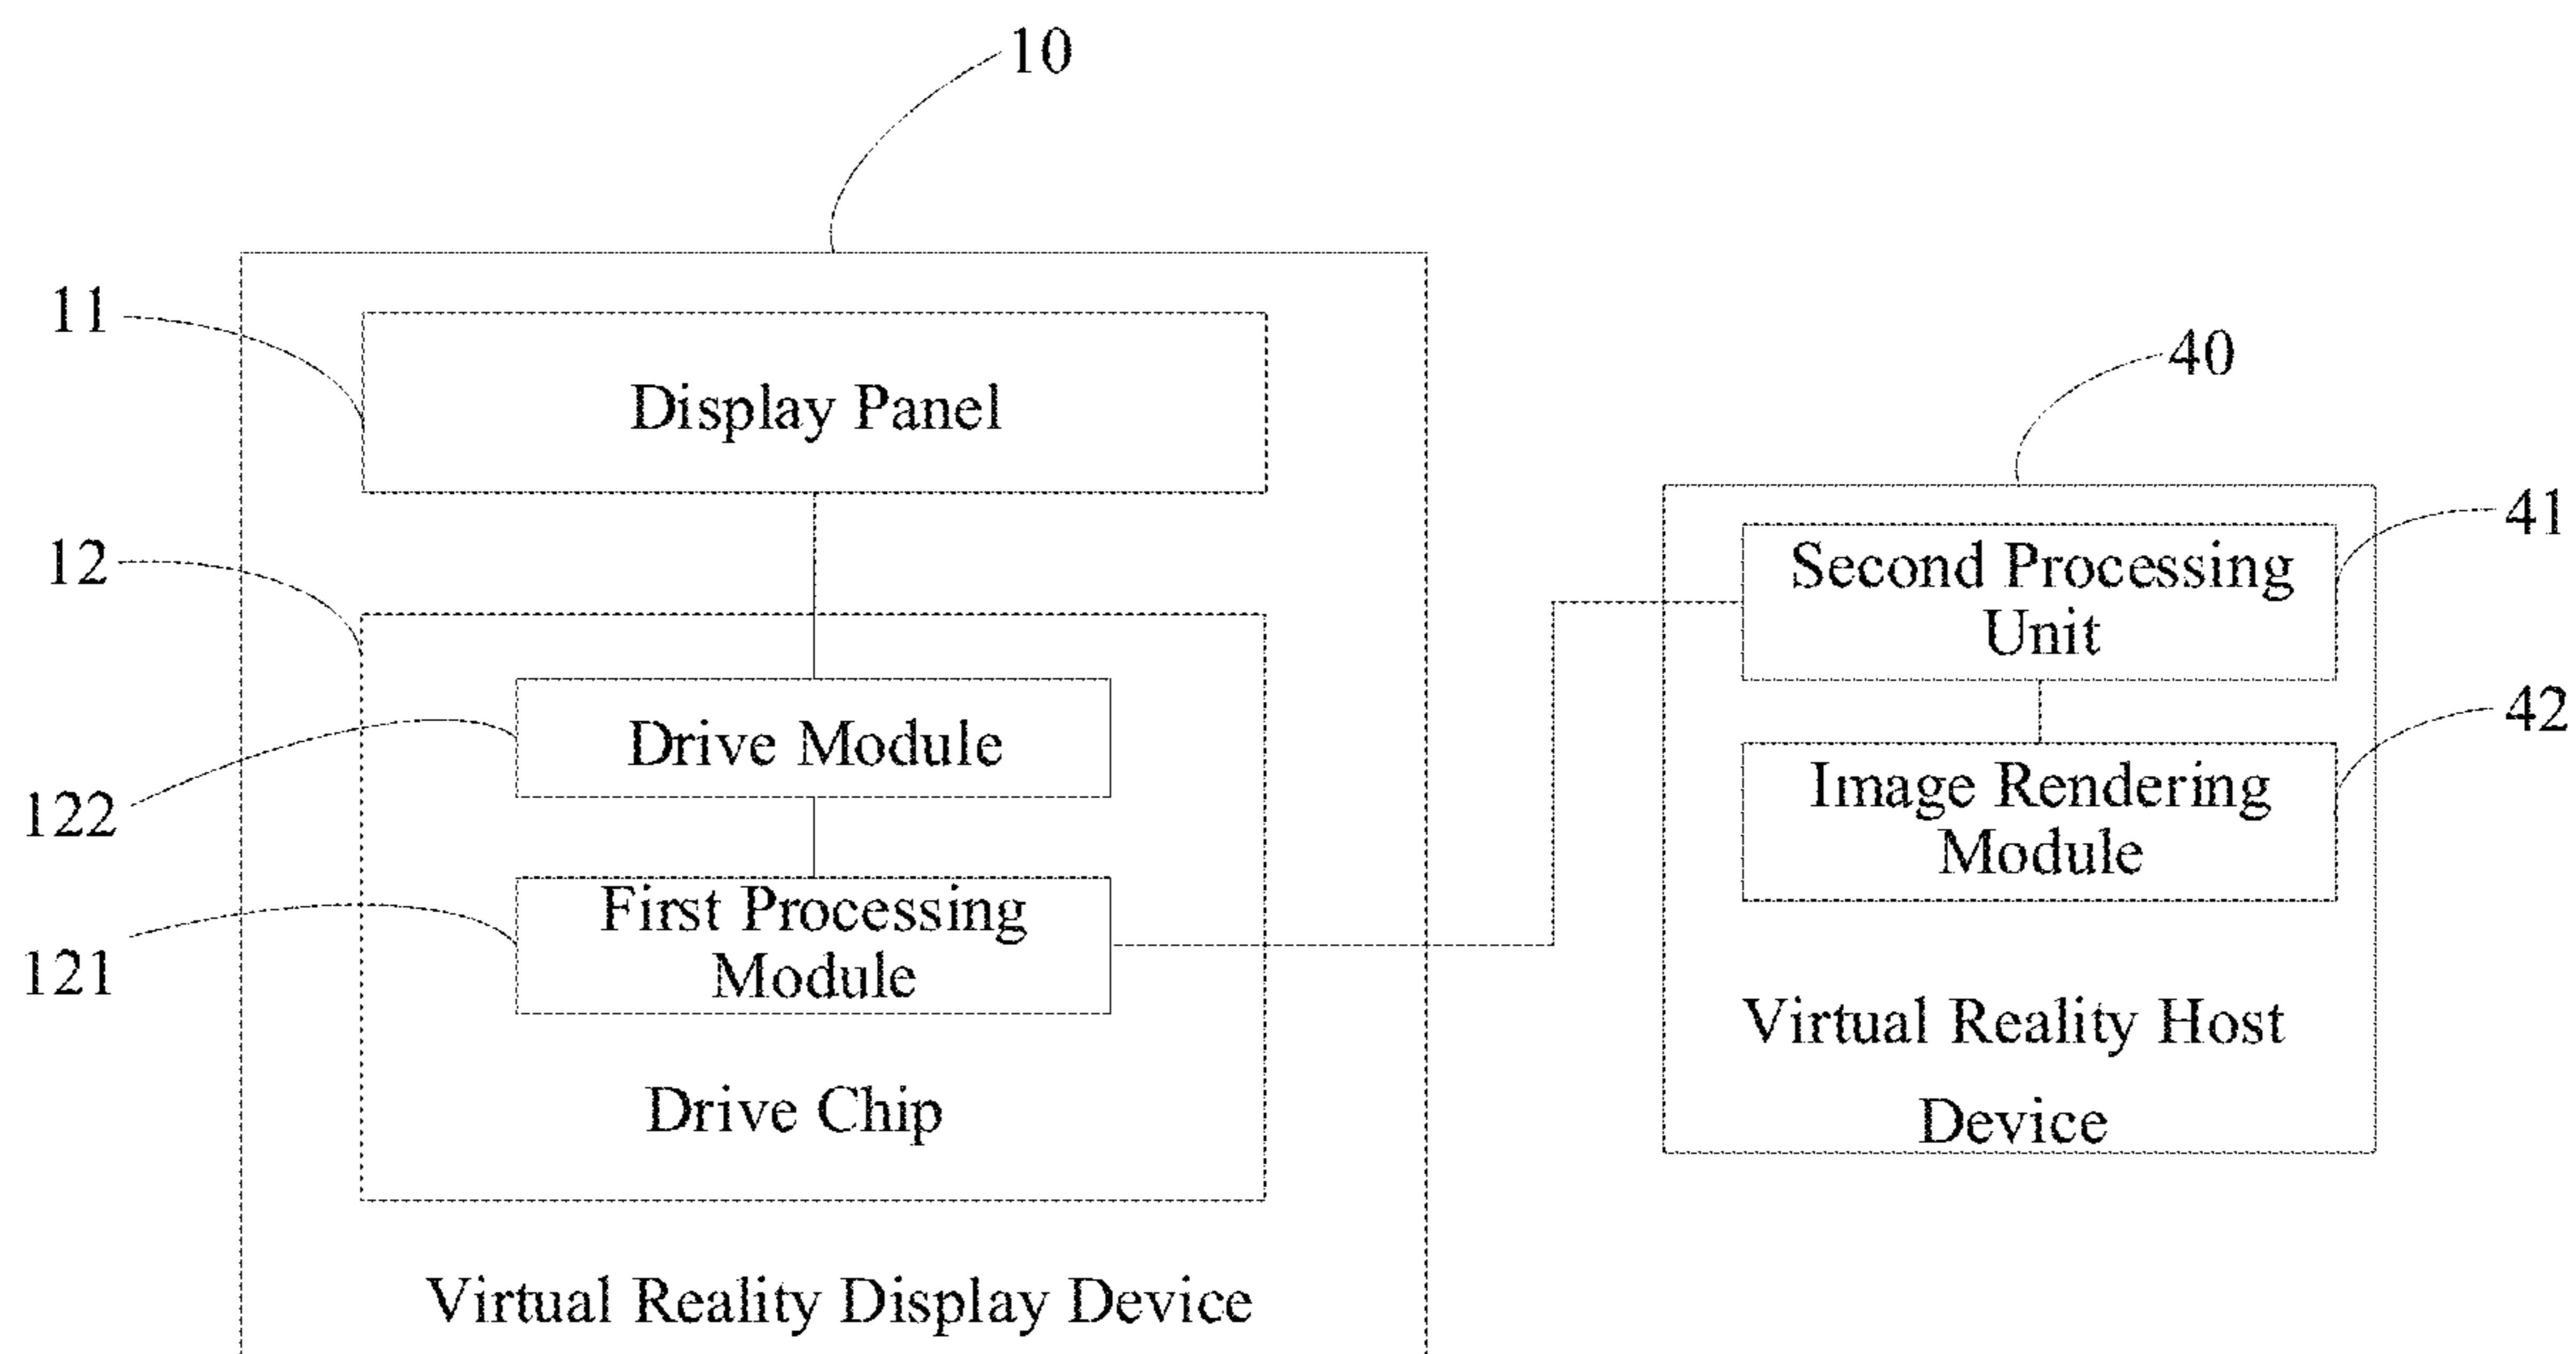 10
11
Display Panel
40
12
41
Second Processing
Unit
122
Drive Module
42
Image Rendering
Module
121
First Processing
Module
Virtual Reality Host
Device
Drive Chip
Virtual Reality Display Device